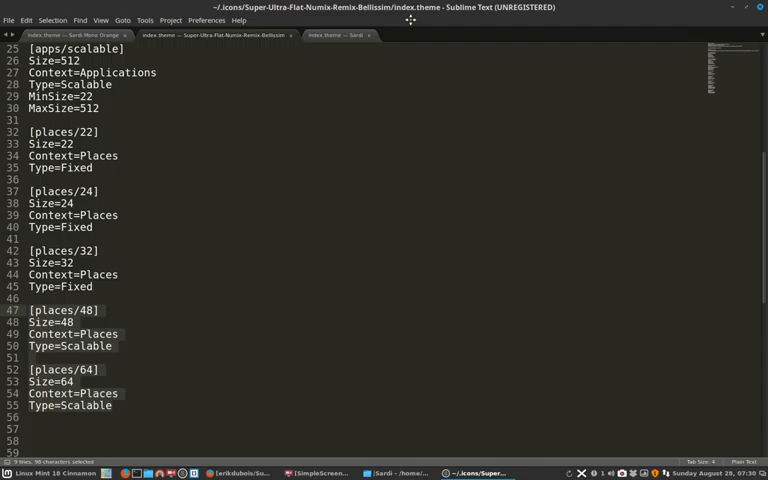 ~/.icons/Super-Ultra-Flat-Numix-Remix-Bellissim/index.theme - Sublime Text (UNREGISTERED)
File Edit Selection Find View Goto Tools Project Preferences Help
index.theme — Sardi Mono Orange × index.theme — Super-Ultra-Flat-Numix-Remix-Bellissim × index.theme — Sardi ×
25 [apps/scalable]
26 Size=512
27 Context=Applications
28 Type=Scalable
29 MinSize=22
30 MaxSize=512
31
32 [places/22]
33 Size=22
34 Context=Places
35 Type=Fixed
36
37 [places/24]
38 Size=24
39 Context=Places
40 Type=Fixed
41
42 [places/32]
43 Size=32
44 Context=Places
45 Type=Fixed
46
47 [places/48]
48 Size=48
49 Context=Places
50 Type=Scalable
51
52 [places/64]
53 Size=64
54 Context=Places
55 Type=Scalable
56
57
58
59
9 lines, 98 characters selected Tab Size: 4 Plain Text
Linux Mint 18 Cinnamon [erikdubois/Su... [SimpleScreen... [Sardi - /home/... ~/.icons/Super... 1 Sunday August 28, 07:30